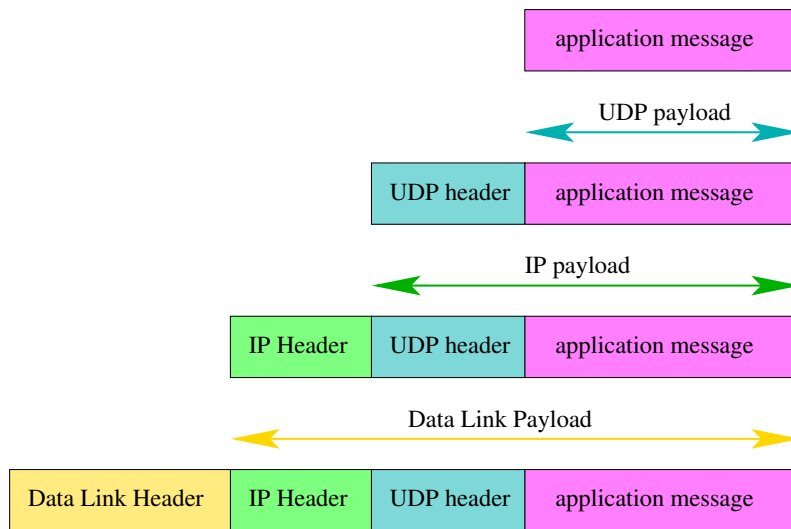 application message
UDP payload
UDP header application message
IP payload
IP Header UDP header application message
Data Link Payload
Data Link Header IP Header UDP header application message